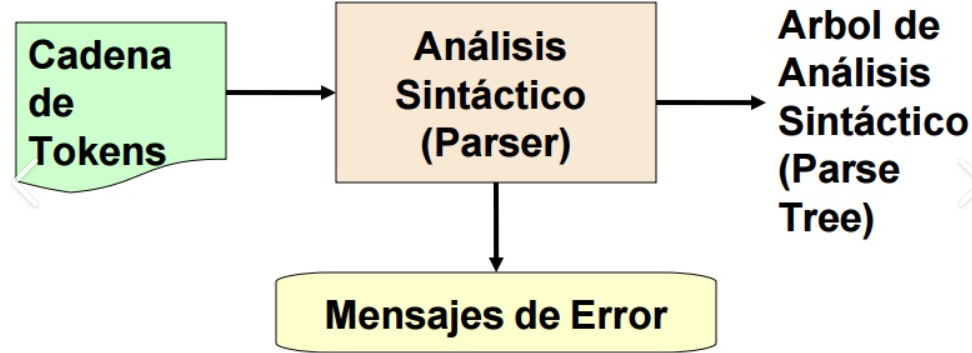 Cadena
de
Tokens
Análisis
Sintáctico
(Parser)
Arbol de
Análisis
Sintáctico
(Parse
Tree)
Mensajes de Error